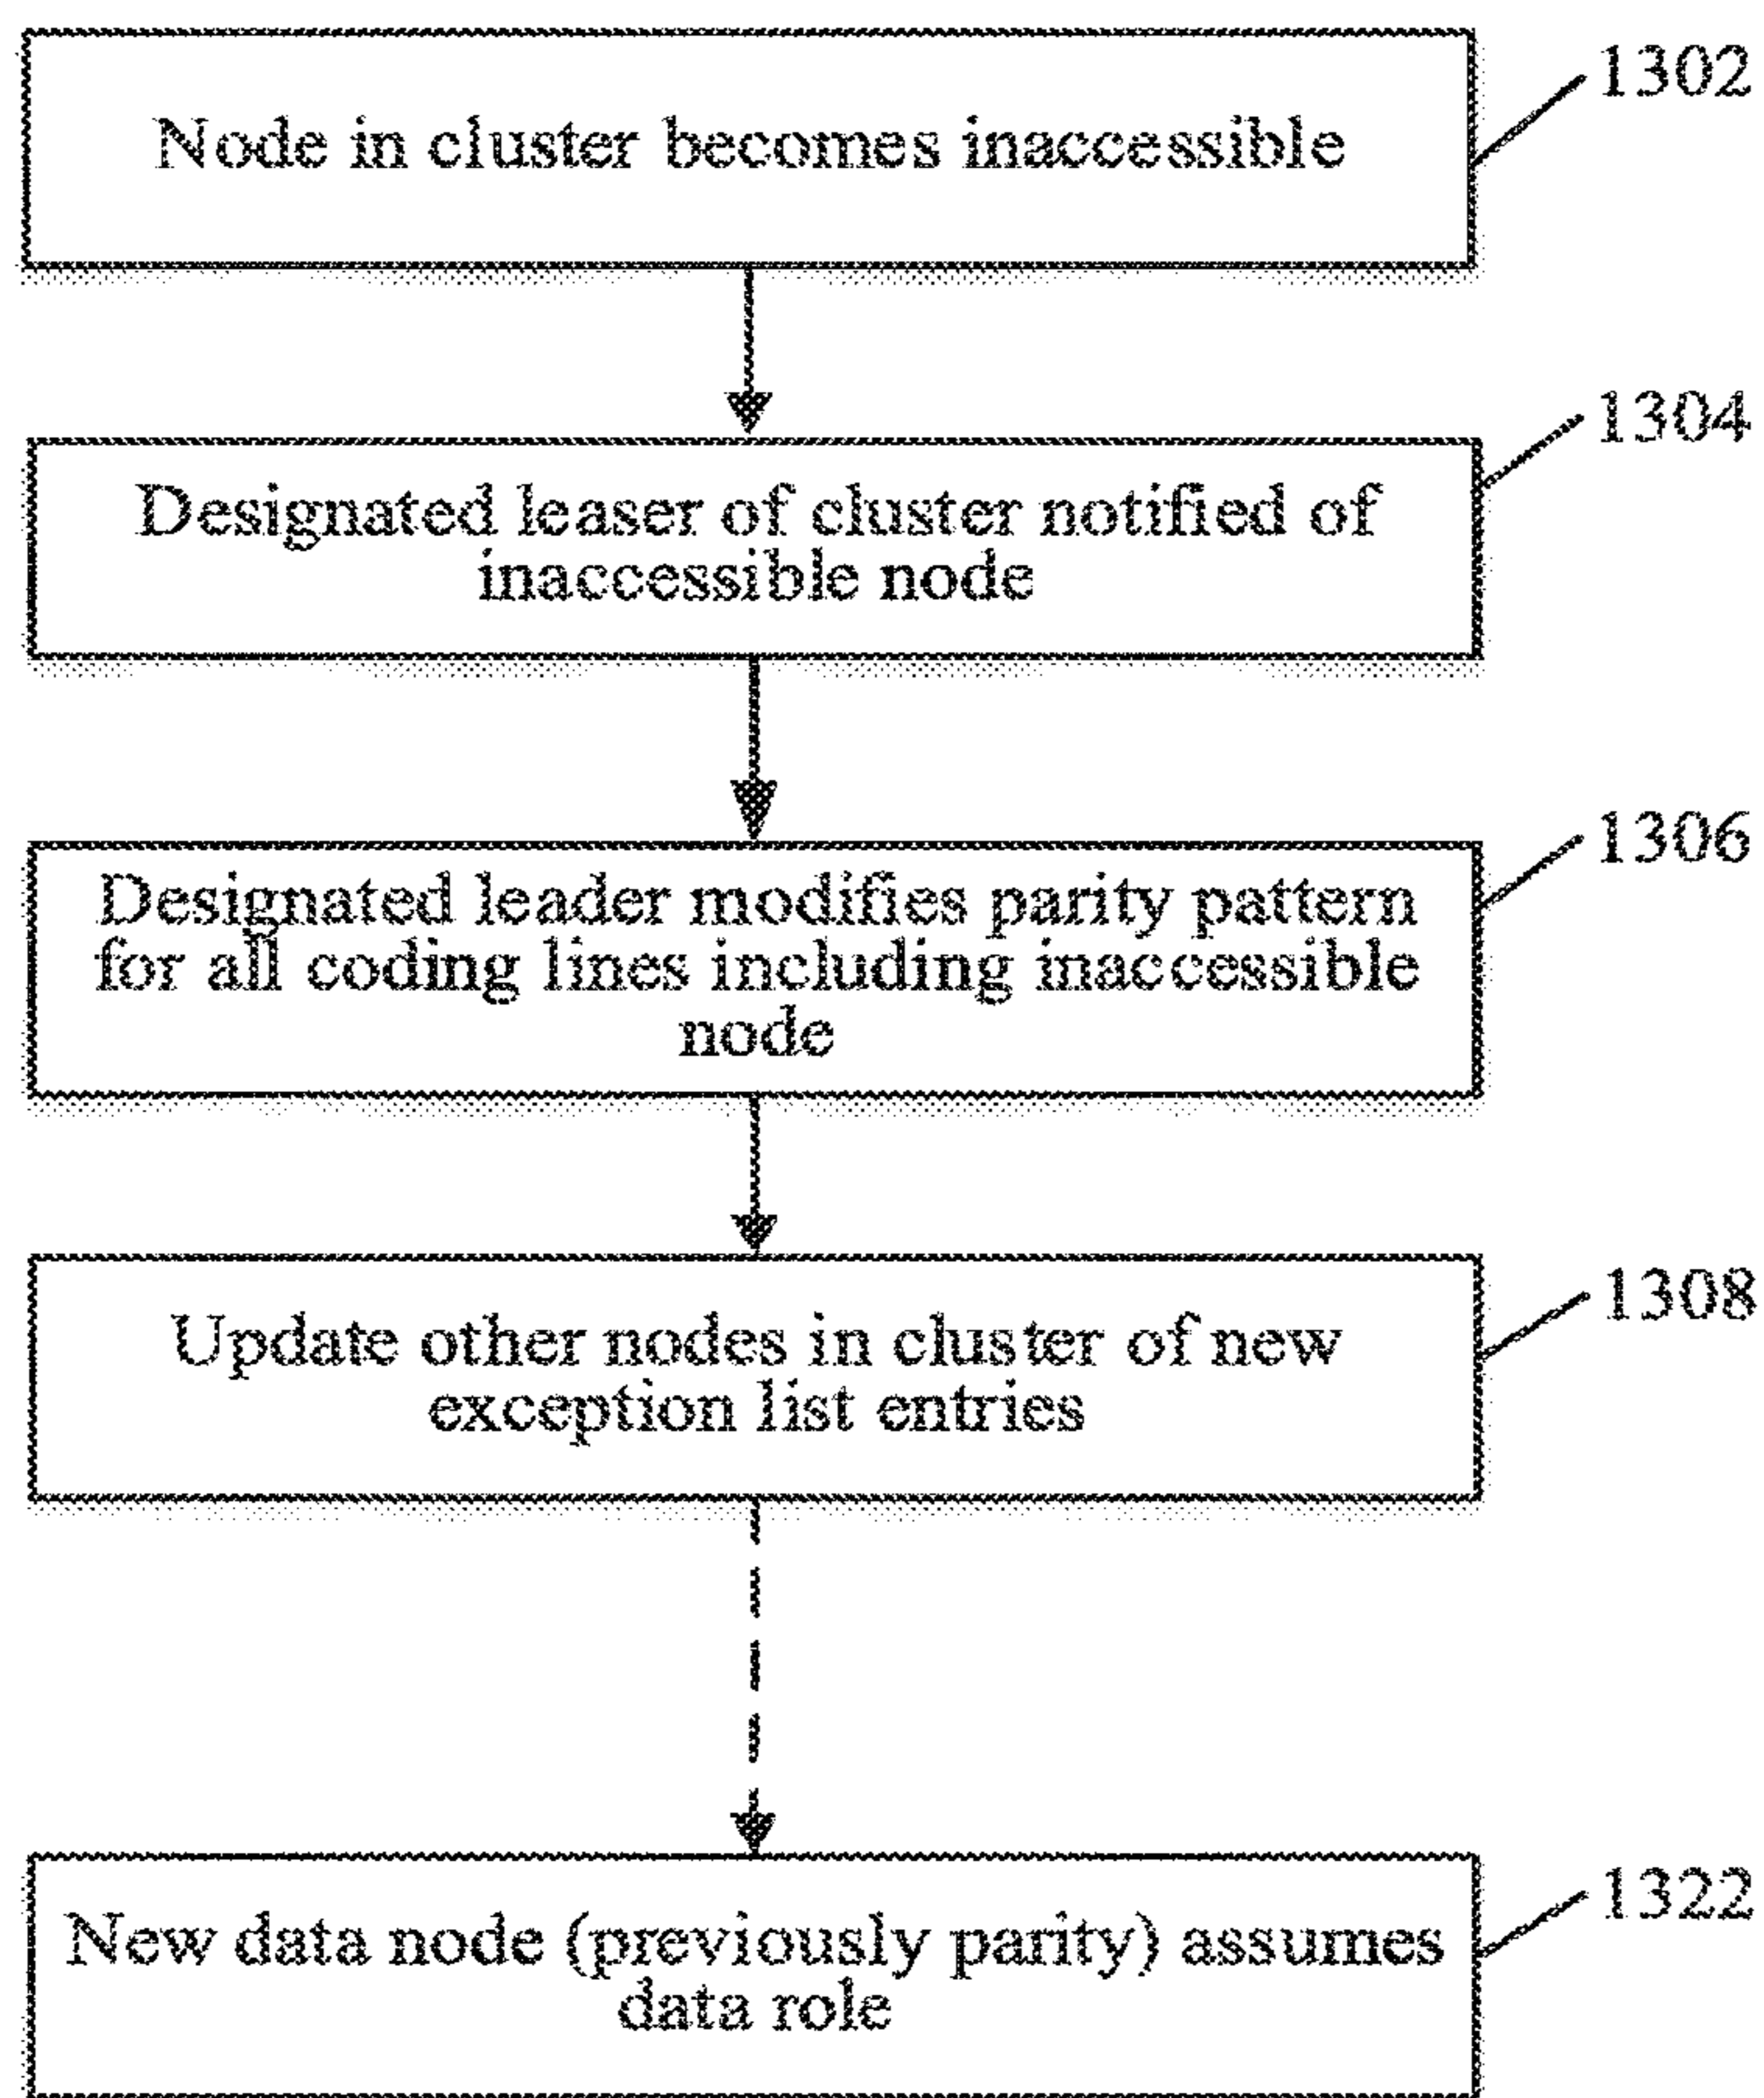 1302
Node in cluster becomes inaccessible
1304
Designated leaser of cluster notified of
inaccessible node
1306
Designated leader modifies parity pattern
for all coding lines including inaccessible
node
1308
Update other nodes in cluster of new
exception list entries
1322
New data node (previously parity) assumes
data role